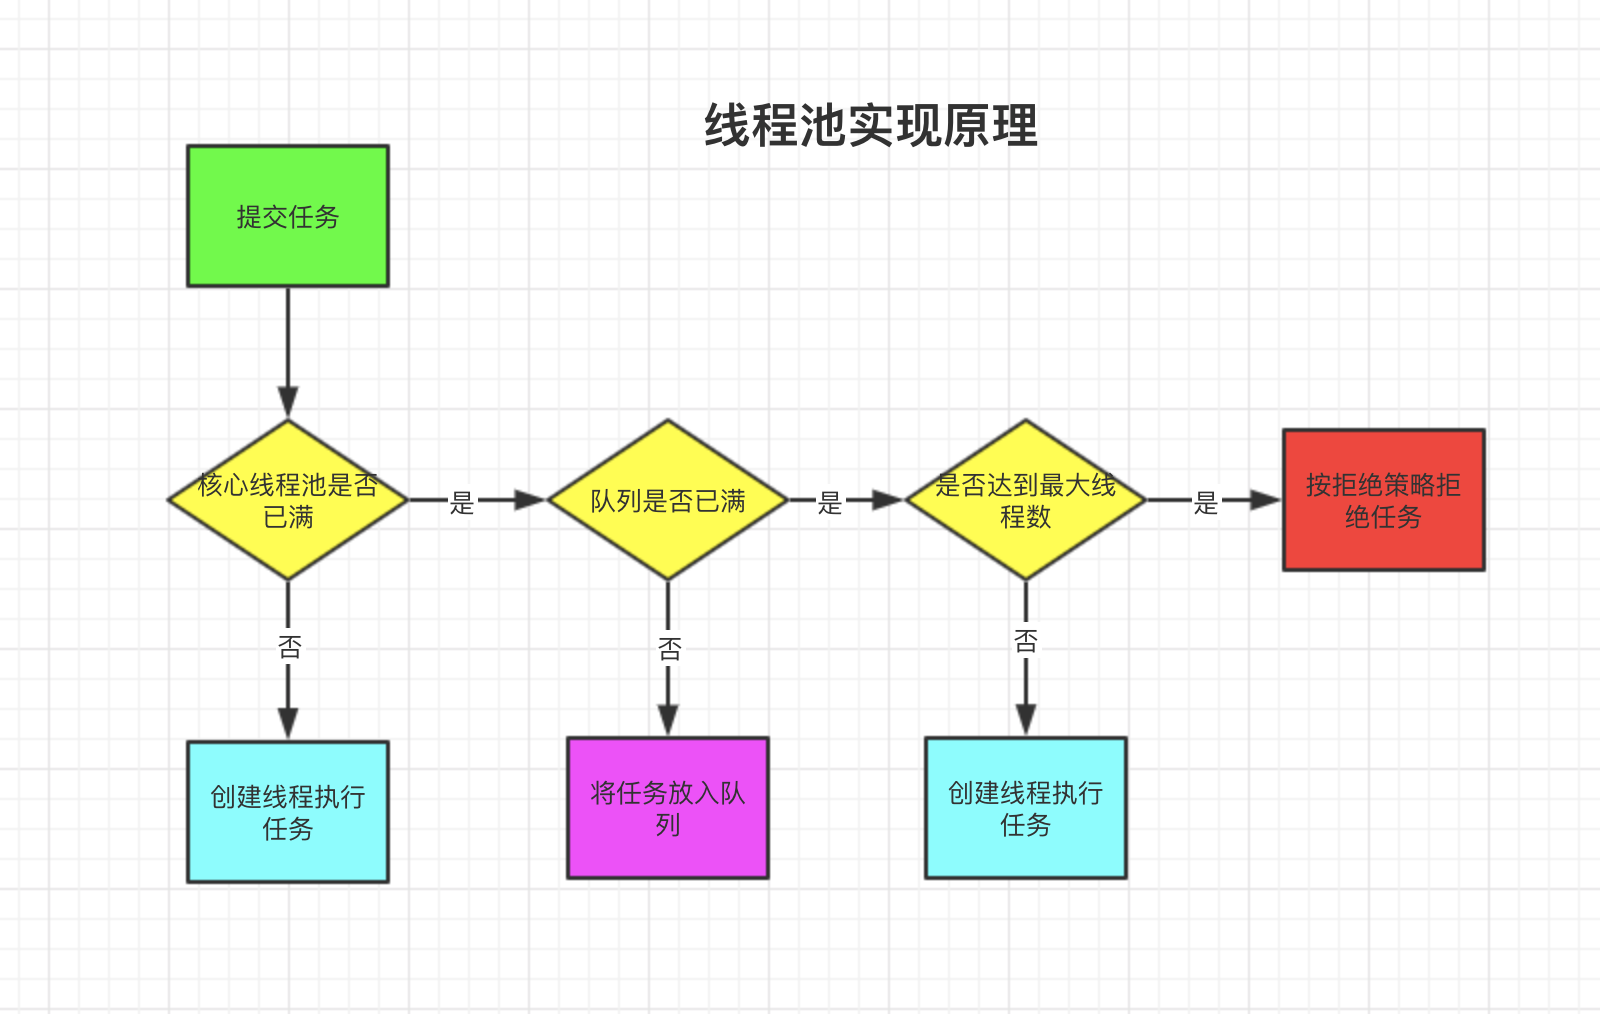 线程池实现原理
提交任务
核心线程池是否
已满
是
队列是否已满
是
是否达到最大线
程数
是
按拒绝策略拒
绝任务
否
否
否
创建线程执行
任务
将任务放入队
列
创建线程执行
任务